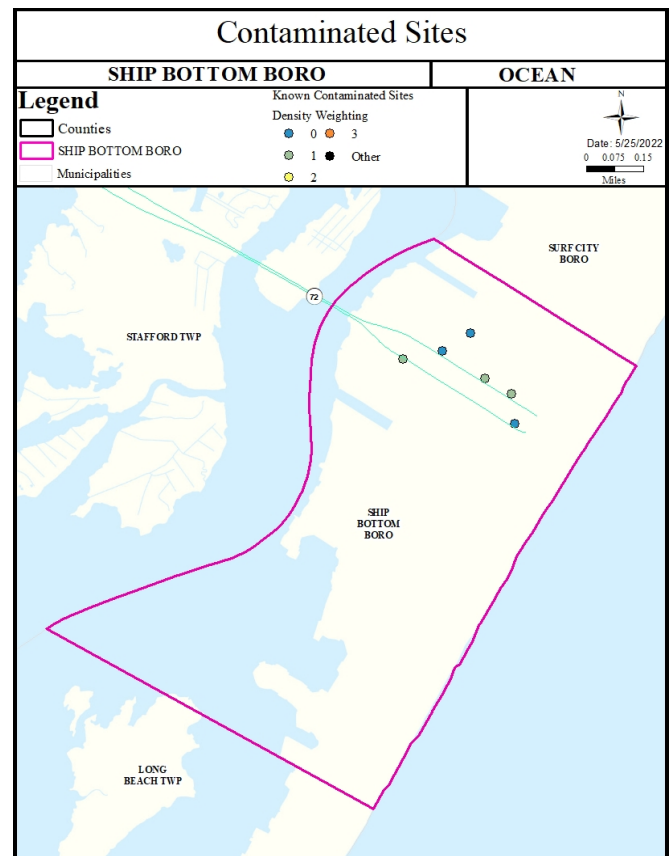 Contaminated Sites
SHIP BOTTOM BORO
OCEAN
Legend
Counties
SHIP BOTTOM BORO
Municipalities
Known Contaminated Sites
Density Weighting
0 3
1 Other
2
N
Date: 5/25/2022
0 0.075 0.15
Miles
SURF CITY
BORO
72
STAFFORD TWP
SHIP
BOTTOM
BORO
LONG
BEACH TWP